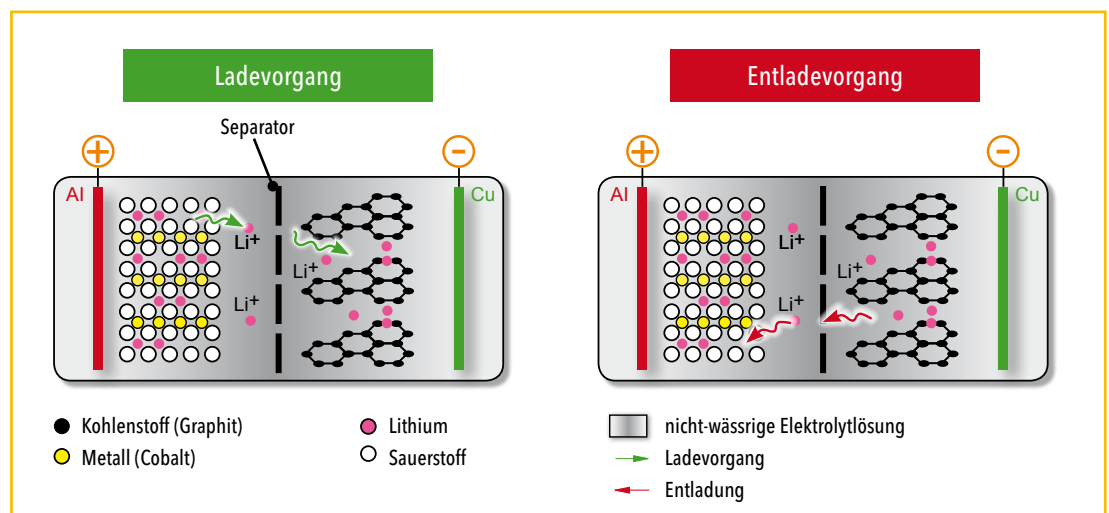 Ladevorgang
Entladevorgang
Separator
+
−
+
−
Al
Cu
Al
Cu
Li+
Li+
Li+
Li+
Li+
Kohlenstoff (Graphit)
Lithium
nicht-wässrige Elektrolytlösung
Metall (Cobalt)
Sauerstoff
Ladevorgang
Entladung